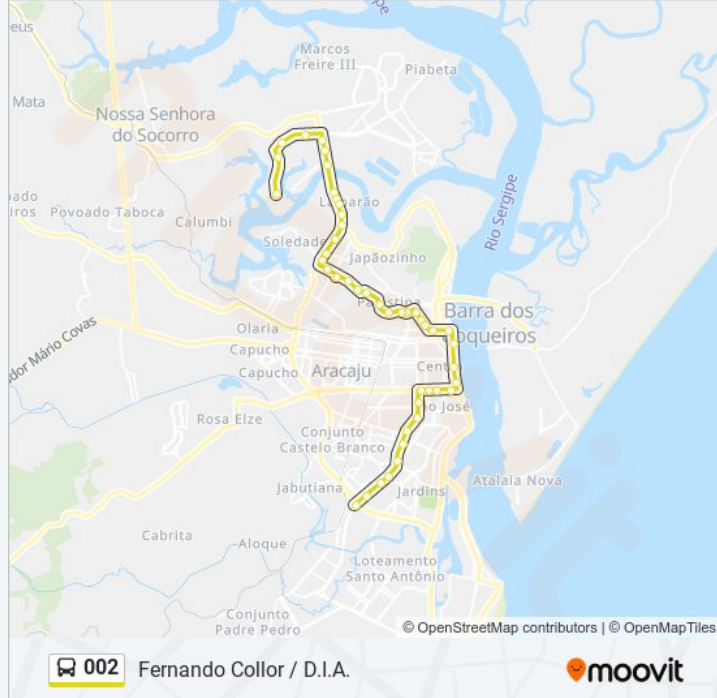 Marcos
Freire III
Piabeta
Mata
Nossa Senhora
do Socorro
Povoado Taboca
Calumbi
Soledade
Japãozinho
Rio Sergipe
Barra dos
Olaria
Capucho
Capucho
Aracaju
Rosa Elze
Conjunto
Castelo Branco
Jabutiana
Jardins
Atalaia Nova
Cabrita
Aloque
Loteamento
Santo Antônio
Conjunto
Padre Pedro
© OpenStreetMap contributors | © OpenMapTiles
002 Fernando Collor / D.I.A.
moovit